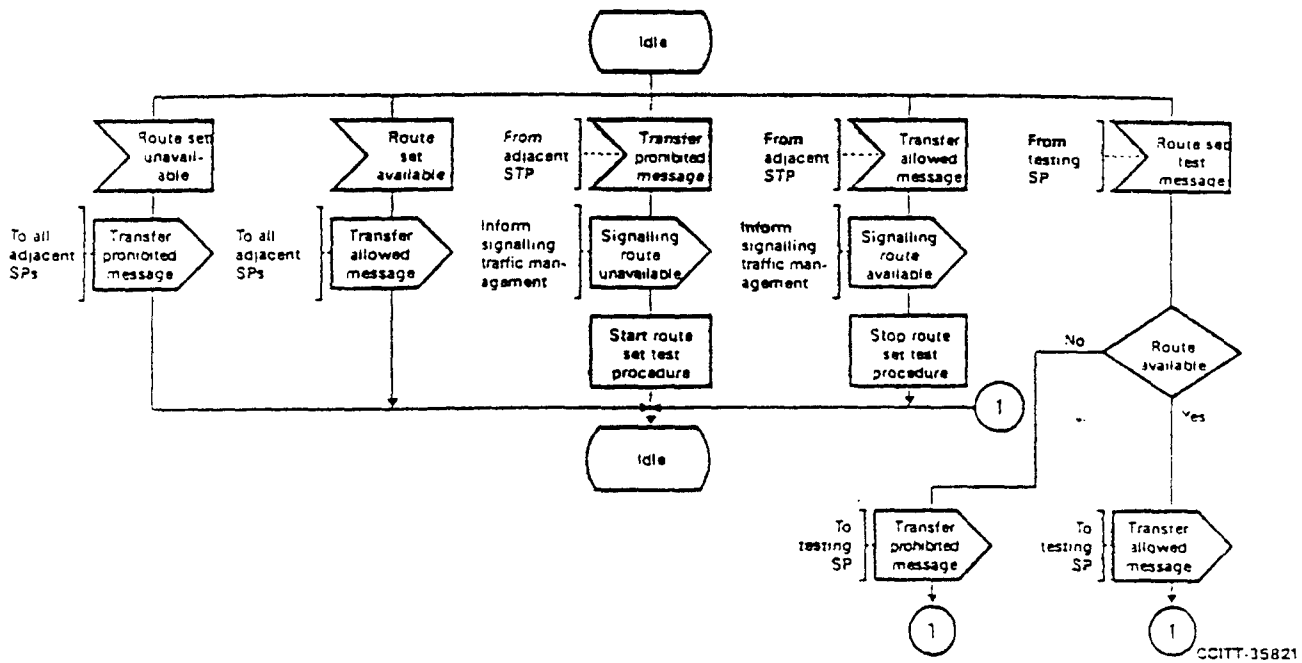 Idle
Route set
unavail-
able
Route
set
available
From
adjacent
STP
Transfer
prohibited
message
From
adjacent
STP
Transfer
allowed
message
From
testing
SP
Route set
test
message
To all
adjacent
SPs
Transfer
prohibited
message
To all
adjacent
SPs
Transfer
allowed
message
Inform
signalling
traffic man-
agement
Signalling
route
unavailable
Inform
signalling
traffic man-
agement
Signalling
route
available
Start route
set test
procedure
Stop route
set test
procedure
No
Route
available
Yes
1
Idle
To
testing
SP
Transfer
prohibited
message
To
testing
SP
Transfer
allowed
message
1
1
CCITT-35821